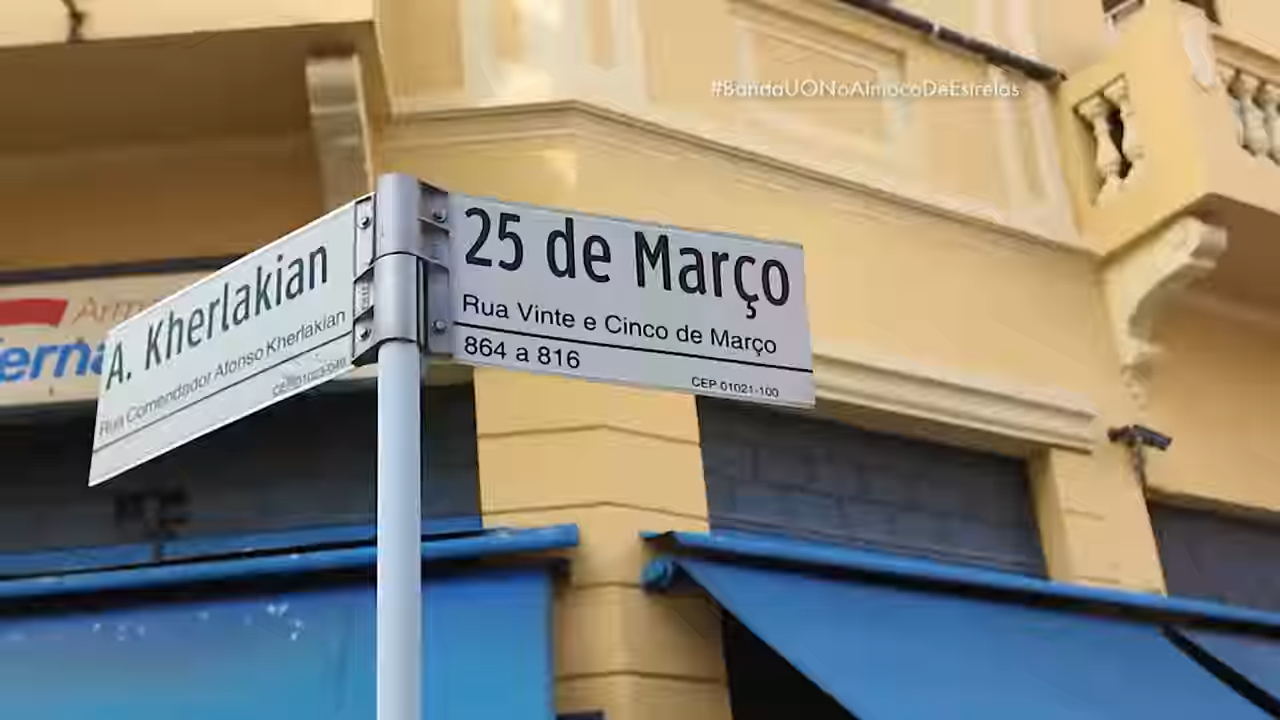 #BandaUONoAlmocoDeEstrelas
25 de Março
Rua Vinte e Cinco de Março
864 a 816
CEP 01021-100
A. Kherlakian
Rua Comendador Afonso Kherlakian